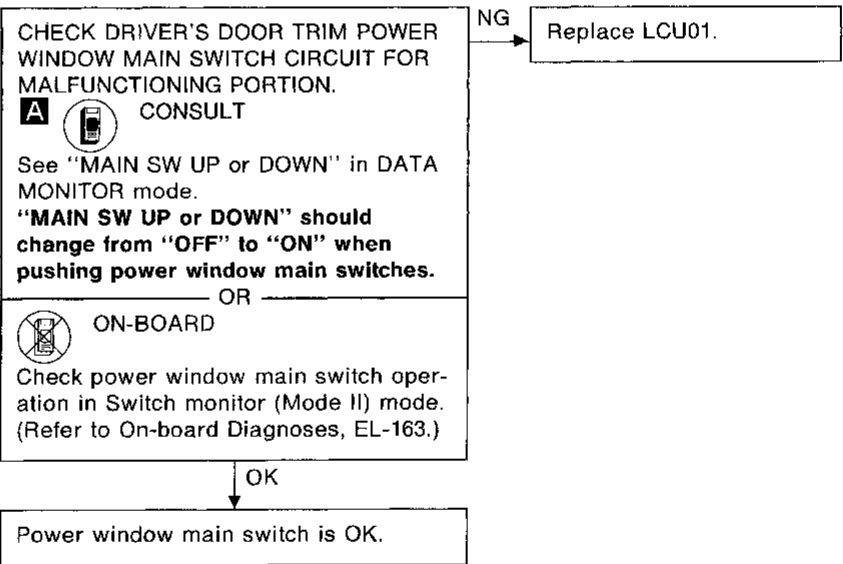 CHECK DRIVER'S DOOR TRIM POWER
WINDOW MAIN SWITCH CIRCUIT FOR
MALFUNCTIONING PORTION.
A CONSULT
See "MAIN SW UP or DOWN" in DATA
MONITOR mode.
"MAIN SW UP or DOWN" should
change from "OFF" to "ON" when
pushing power window main switches.
OR
ON-BOARD
Check power window main switch oper-
ation in Switch monitor (Mode II) mode.
(Refer to On-board Diagnoses, EL-163.)
NG
Replace LCU01.
OK
Power window main switch is OK.